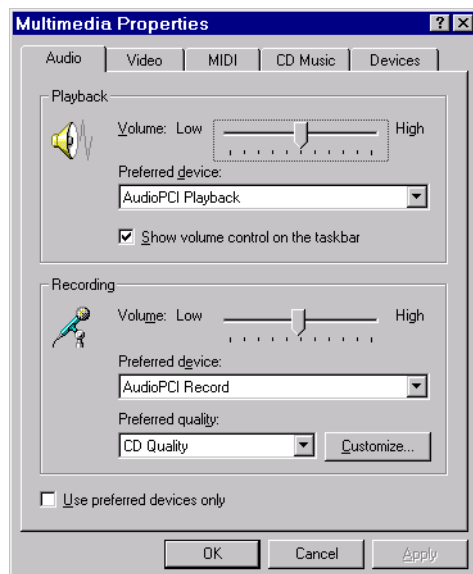 Multimedia Properties
Audio Video MIDI CD Music Devices
Playback
Volume: Low High
Preferred device:
AudioPCI Playback
Show volume control on the taskbar
Recording
Volume: Low High
Preferred device:
AudioPCI Record
Preferred quality:
CD Quality Customize...
Use preferred devices only
OK Cancel Apply